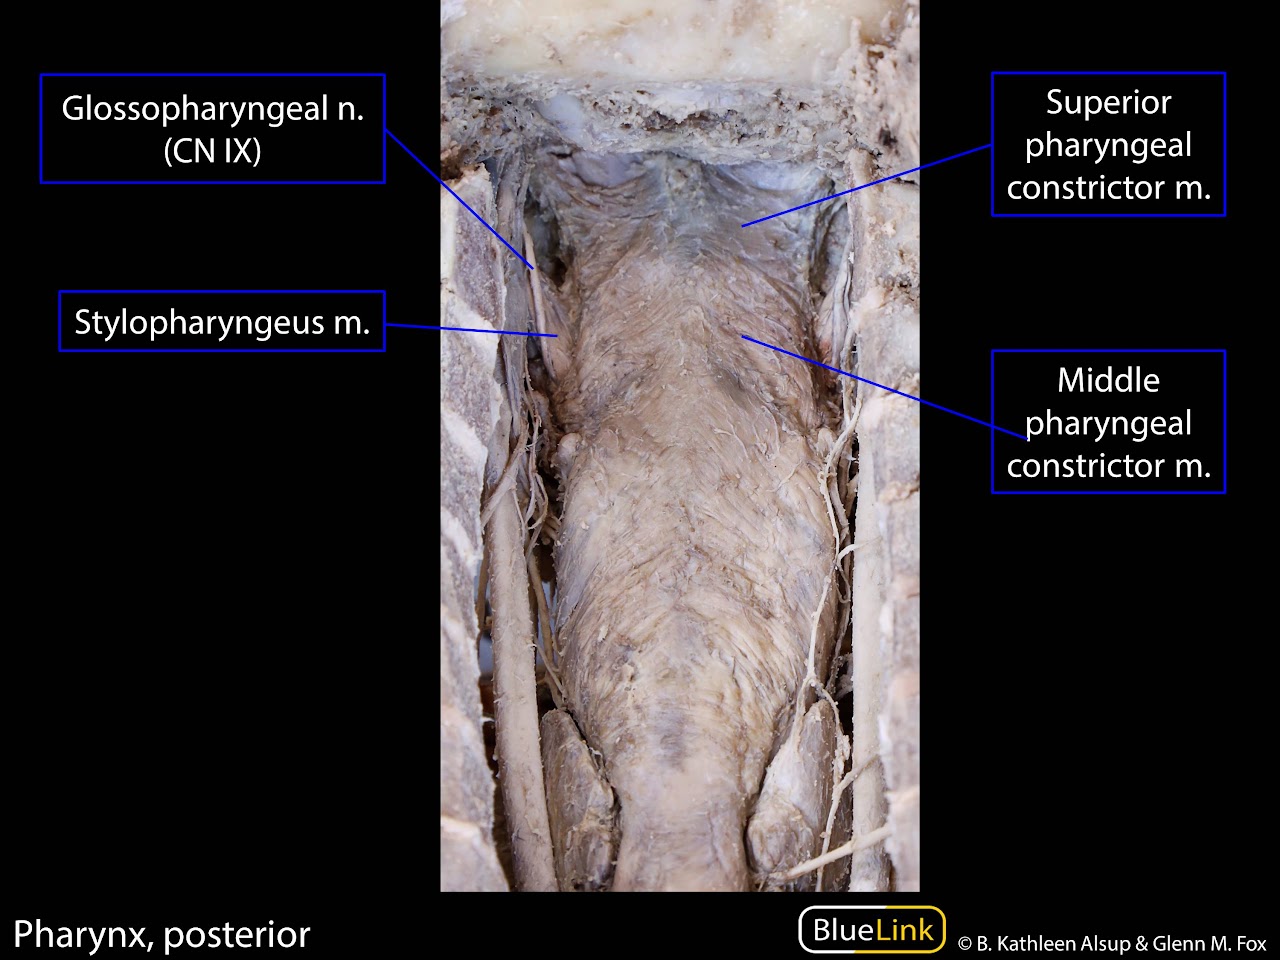 Glossopharyngeal n.
(CN IX)
Stylopharyngeus m.
Superior
pharyngeal
constrictor m.
Middle
pharyngeal
constrictor m.
Pharynx, posterior
BlueLink
© B. Kathleen Alsup & Glenn M. Fox